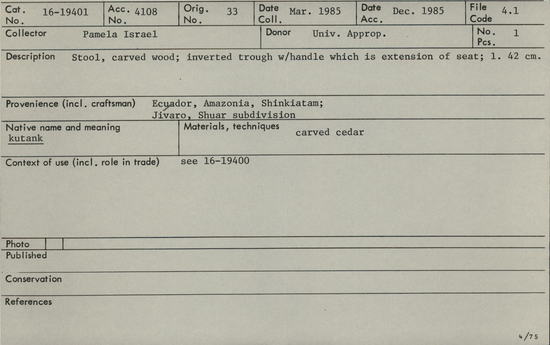 Cat. No. 16-19401 Acc. No. 4108 Orig. No. 33 Date Coll. Mar. 1985 Date Acc. Dec. 1985 File Code 4.1
Collector Pamela Israel Donor Univ. Approp. No. Pcs. 1
Description Stool, carved wood; inverted trough w/handle which is extension of seat; l. 42 cm.
Provenience (incl. craftsman) Ecuador, Amazonia, Shinkiatam;
Jívaro, Shuar subdivision
Native name and meaning Materials, techniques carved cedar
kutank
Context of use (incl. role in trade) see 16-19400
Photo
Published
Conservation
References
4/75